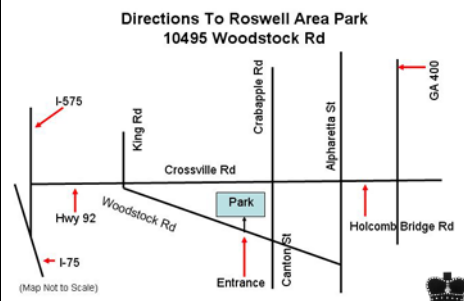 Directions To Roswell Area Park
10495 Woodstock Rd
I-575
King Rd
Crabapple Rd
Alpharetta St
GA 400
Crossville Rd
Hwy 92
Woodstock Rd
Park
Canton St
Holcomb Bridge Rd
I-75
Entrance
(Map Not to Scale)